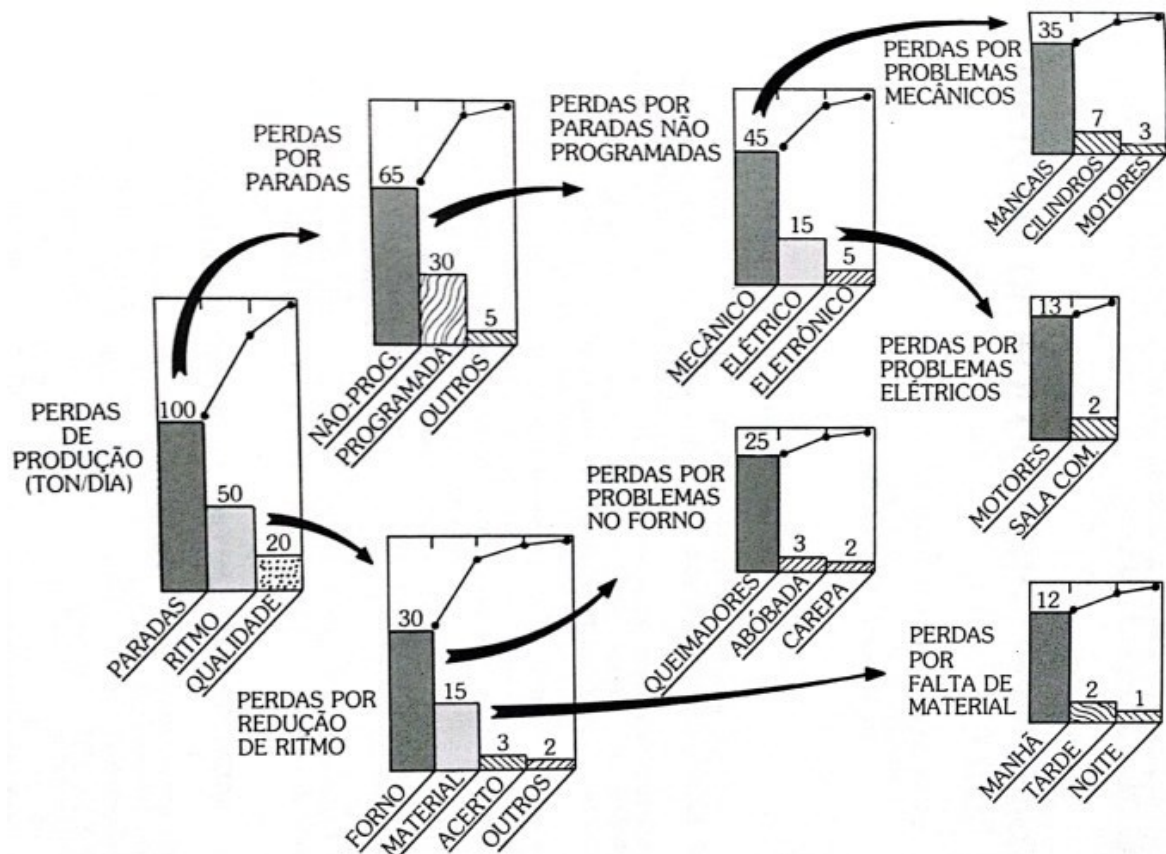 PERDAS
DE
PRODUÇÃO
(TON/DIA)
100
50
20
PARADAS
RITMO
QUALIDADE
PERDAS
POR
PARADAS
65
30
5
NÃO-PROG.
PROGRAMADA
OUTROS
PERDAS POR
PARADAS NÃO
PROGRAMADAS
45
15
5
MECÂNICO
ELÉTRICO
ELETRÔNICO
PERDAS POR
PROBLEMAS
MECÂNICOS
35
7
3
MANCAIS
CILINDROS
MOTORES
PERDAS POR
PROBLEMAS
ELÉTRICOS
13
2
MOTORES
SALA COM.
PERDAS POR
REDUÇÃO
DE RITMO
30
15
3
2
FORNO
MATERIAL
ACERTO
OUTROS
PERDAS POR
PROBLEMAS
NO FORNO
25
3
2
QUEIMADORES
ABÓBADA
CAREPA
PERDAS
POR
FALTA DE
MATERIAL
12
2
1
MANHÃ
TARDE
NOITE